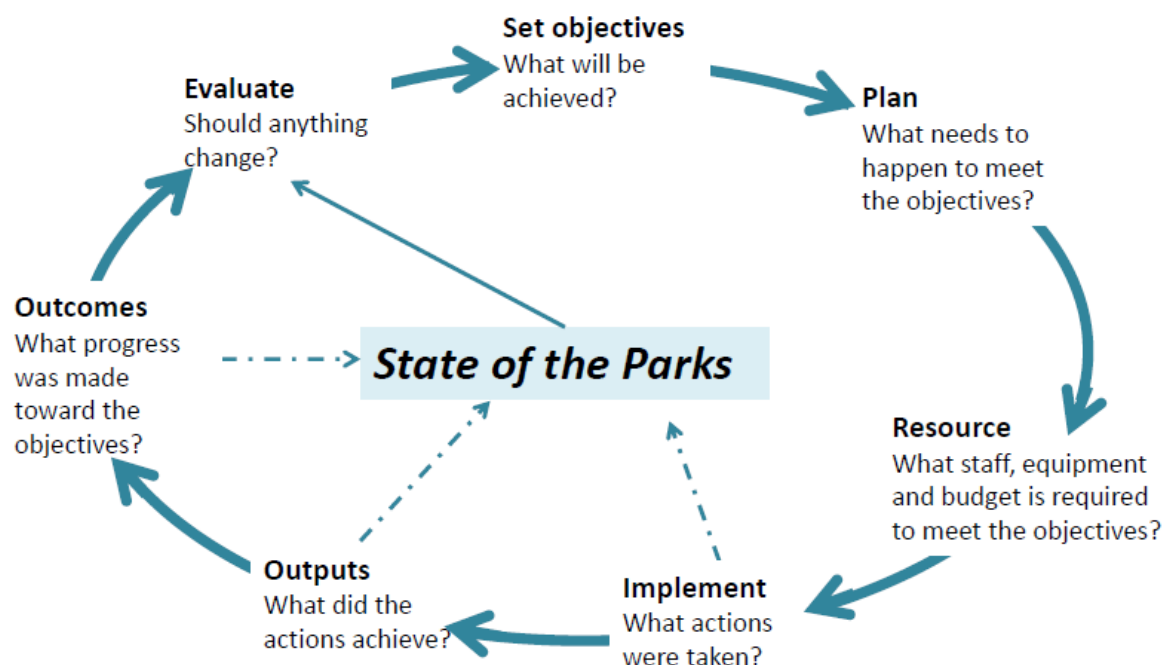 Set objectives
What will be
achieved?
Plan
What needs to
happen to meet
the objectives?
Resource
What staff, equipment
and budget is required
to meet the objectives?
Implement
What actions
were taken?
Outputs
What did the
actions achieve?
Outcomes
What progress
was made
toward the
objectives?
Evaluate
Should anything
change?
State of the Parks